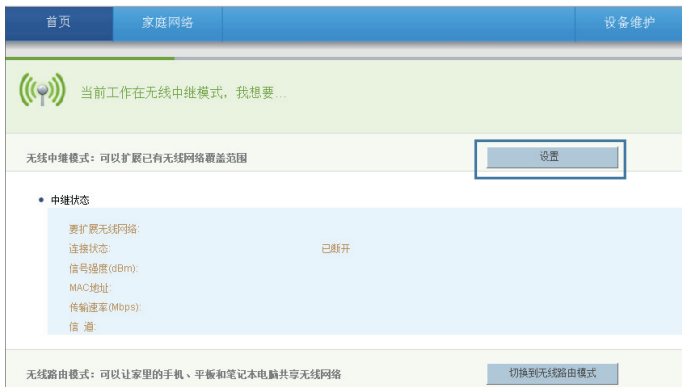 首页 家庭网络 设备维护
当前工作在无线中继模式，我想要...
无线中继模式：可以扩展已有无线网络覆盖范围 设置
中继状态
要扩展无线网络:
连接状态: 已断开
信号强度(dBm):
MAC地址:
传输速率(Mbps):
信 道:
无线路由模式：可以让家里的手机、平板和笔记本电脑共享无线网络 切换到无线路由模式